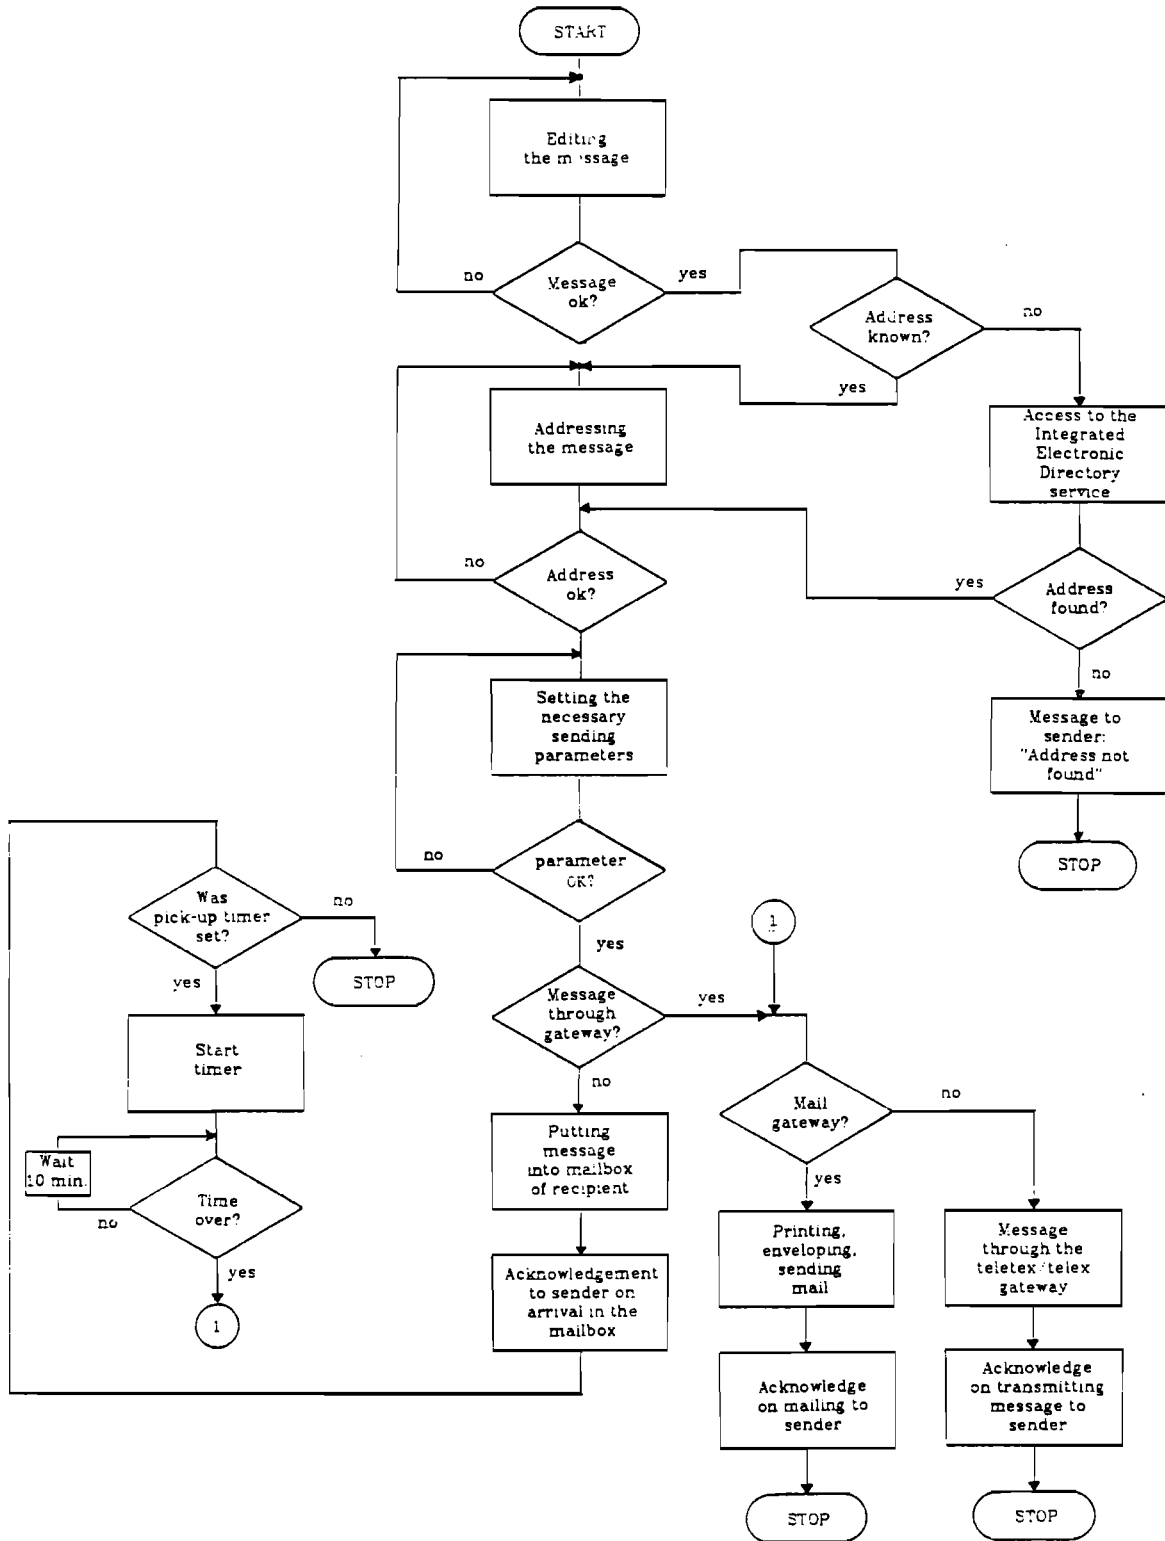 START
Editing
the message
no
Message
ok?
yes
Address
known?
no
yes
Addressing
the message
Access to the
Integrated
Electronic
Directory
service
no
Address
ok?
yes
Address
found?
no
Setting the
necessary
sending
parameters
Message to
sender:
"Address not
found"
STOP
no
parameter
OK?
yes
Was
pick-up timer
set?
no
STOP
yes
Start
timer
Wait
10 min.
no
Time
over?
yes
1
Message
through
gateway?
yes
1
no
Putting
message
into mailbox
of recipient
Acknowledgement
to sender on
arrival in the
mailbox
Mail
gateway?
no
yes
Printing,
enveloping,
sending
mail
Message
through the
teletex/telex
gateway
Acknowledge
on mailing to
sender
Acknowledge
on transmitting
message to
sender
STOP
STOP